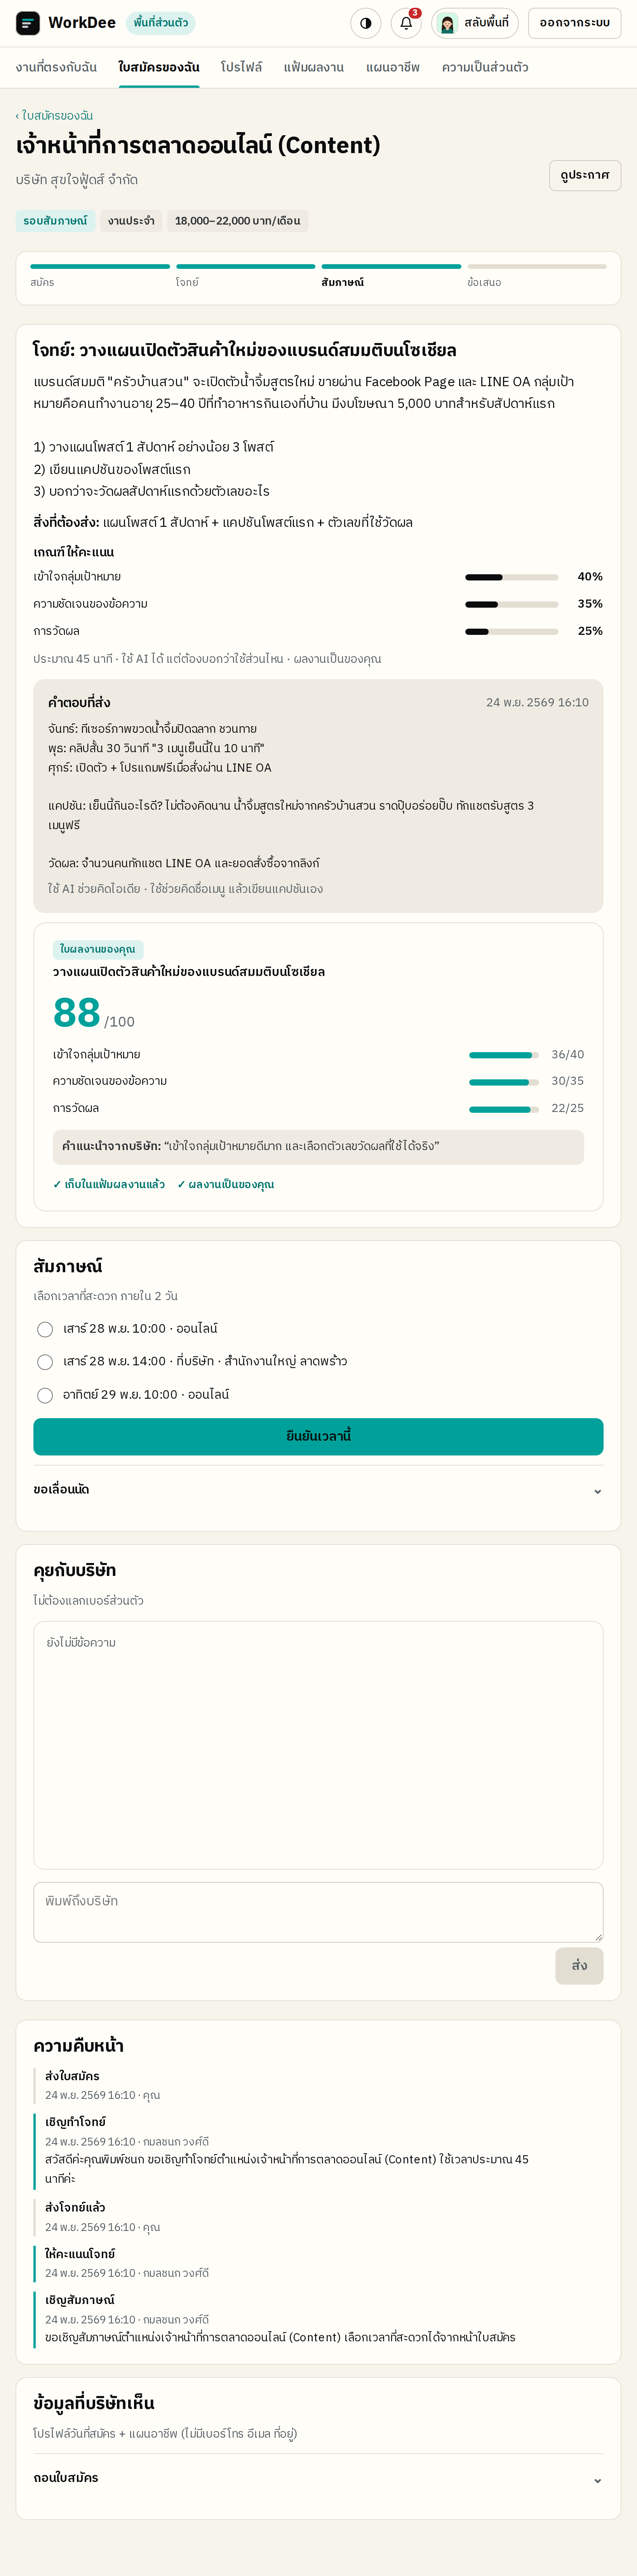 WorkDee พื้นที่ส่วนตัว 3 สลับพื้นที่ ออกจากระบบ
งานที่ตรงกับฉัน ใบสมัครของฉัน โปรไฟล์ แฟ้มผลงาน แผนอาชีพ ความเป็นส่วนตัว
‹ ใบสมัครของฉัน
เจ้าหน้าที่การตลาดออนไลน์ (Content)
บริษัท สุขใจฟู้ดส์ จำกัด
ดูประกาศ
รอบสัมภาษณ์ งานประจำ 18,000–22,000 บาท/เดือน
สมัคร โจทย์ สัมภาษณ์ ข้อเสนอ
โจทย์: วางแผนเปิดตัวสินค้าใหม่ของแบรนด์สมมติบนโซเชียล
แบรนด์สมมติ "ครัวบ้านสวน" จะเปิดตัวน้ำจิ้มสูตรใหม่ ขายผ่าน Facebook Page และ LINE OA กลุ่มเป้า
หมายคือคนทำงานอายุ 25–40 ปีที่ทำอาหารกินเองที่บ้าน มีงบโฆษณา 5,000 บาทสำหรับสัปดาห์แรก
1) วางแผนโพสต์ 1 สัปดาห์ อย่างน้อย 3 โพสต์
2) เขียนแคปชันของโพสต์แรก
3) บอกว่าจะวัดผลสัปดาห์แรกด้วยตัวเลขอะไร
สิ่งที่ต้องส่ง: แผนโพสต์ 1 สัปดาห์ + แคปชันโพสต์แรก + ตัวเลขที่ใช้วัดผล
เกณฑ์ให้คะแนน
เข้าใจกลุ่มเป้าหมาย 40%
ความชัดเจนของข้อความ 35%
การวัดผล 25%
ประมาณ 45 นาที · ใช้ AI ได้ แต่ต้องบอกว่าใช้ส่วนไหน · ผลงานเป็นของคุณ
คำตอบที่ส่ง 24 พ.ย. 2569 16:10
จันทร์: ทีเซอร์ภาพขวดน้ำจิ้มปิดฉลาก ชวนทาย
พุธ: คลิปสั้น 30 วินาที "3 เมนูเย็นนี้ใน 10 นาที"
ศุกร์: เปิดตัว + โปรแถมฟรีเมื่อสั่งผ่าน LINE OA
แคปชัน: เย็นนี้กินอะไรดี? ไม่ต้องคิดนาน น้ำจิ้มสูตรใหม่จากครัวบ้านสวน ราดปุ๊บอร่อยปั๊บ ทักแชตรับสูตร 3
เมนูฟรี
วัดผล: จำนวนคนทักแชต LINE OA และยอดสั่งซื้อจากลิงก์
ใช้ AI ช่วยคิดไอเดีย · ใช้ช่วยคิดชื่อเมนู แล้วเขียนแคปชันเอง
ใบผลงานของคุณ
วางแผนเปิดตัวสินค้าใหม่ของแบรนด์สมมติบนโซเชียล
88 /100
เข้าใจกลุ่มเป้าหมาย 36/40
ความชัดเจนของข้อความ 30/35
การวัดผล 22/25
คำแนะนำจากบริษัท: “เข้าใจกลุ่มเป้าหมายดีมาก และเลือกตัวเลขวัดผลที่ใช้ได้จริง”
✓ เก็บในแฟ้มผลงานแล้ว ✓ ผลงานเป็นของคุณ
สัมภาษณ์
เลือกเวลาที่สะดวก ภายใน 2 วัน
เสาร์ 28 พ.ย. 10:00 · ออนไลน์
เสาร์ 28 พ.ย. 14:00 · ที่บริษัท · สำนักงานใหญ่ ลาดพร้าว
อาทิตย์ 29 พ.ย. 10:00 · ออนไลน์
ยืนยันเวลานี้
ขอเลื่อนนัด
คุยกับบริษัท
ไม่ต้องแลกเบอร์ส่วนตัว
ยังไม่มีข้อความ
พิมพ์ถึงบริษัท
ส่ง
ความคืบหน้า
ส่งใบสมัคร
24 พ.ย. 2569 16:10 · คุณ
เชิญทำโจทย์
24 พ.ย. 2569 16:10 · กมลชนก วงศ์ดี
สวัสดีค่ะคุณพิมพ์ชนก ขอเชิญทำโจทย์ตำแหน่งเจ้าหน้าที่การตลาดออนไลน์ (Content) ใช้เวลาประมาณ 45
นาทีค่ะ
ส่งโจทย์แล้ว
24 พ.ย. 2569 16:10 · คุณ
ให้คะแนนโจทย์
24 พ.ย. 2569 16:10 · กมลชนก วงศ์ดี
เชิญสัมภาษณ์
24 พ.ย. 2569 16:10 · กมลชนก วงศ์ดี
ขอเชิญสัมภาษณ์ตำแหน่งเจ้าหน้าที่การตลาดออนไลน์ (Content) เลือกเวลาที่สะดวกได้จากหน้าใบสมัคร
ข้อมูลที่บริษัทเห็น
โปรไฟล์วันที่สมัคร + แผนอาชีพ (ไม่มีเบอร์โทร อีเมล ที่อยู่)
ถอนใบสมัคร